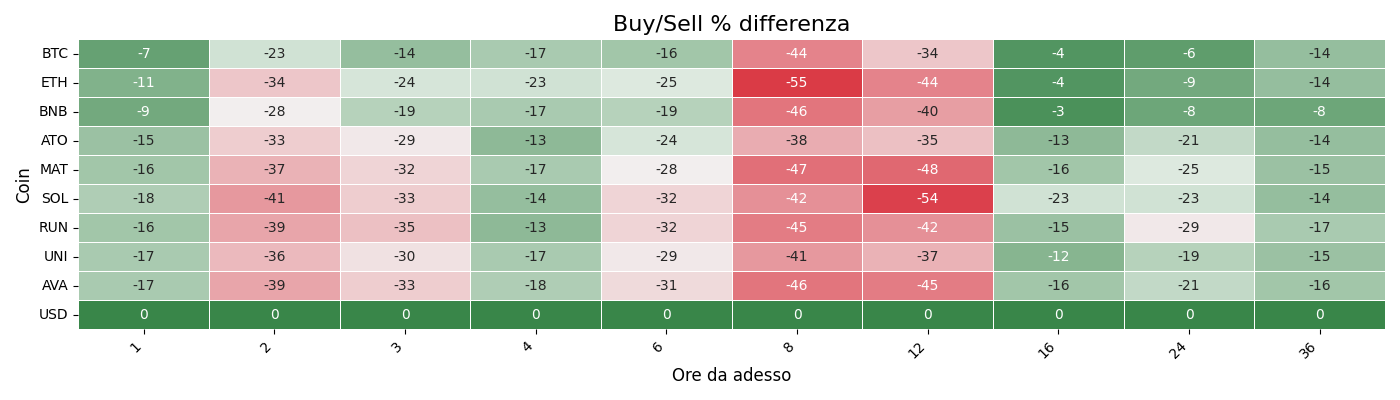 Buy/Sell % differenza
Coin
BTC -7 -23 -14 -17 -16 -44 -34 -4 -6 -14
ETH -11 -34 -24 -23 -25 -55 -44 -4 -9 -14
BNB -9 -28 -19 -17 -19 -46 -40 -3 -8 -8
ATO -15 -33 -29 -13 -24 -38 -35 -13 -21 -14
MAT -16 -37 -32 -17 -28 -47 -48 -16 -25 -15
SOL -18 -41 -33 -14 -32 -42 -54 -23 -23 -14
RUN -16 -39 -35 -13 -32 -45 -42 -15 -29 -17
UNI -17 -36 -30 -17 -29 -41 -37 -12 -19 -15
AVA -17 -39 -33 -18 -31 -46 -45 -16 -21 -16
USD 0 0 0 0 0 0 0 0 0 0
1 2 3 4 6 8 12 16 24 36
Ore da adesso